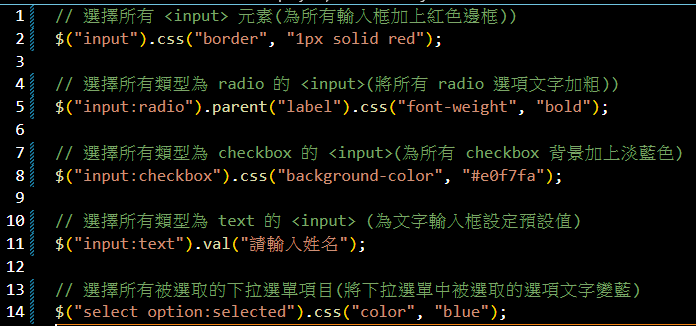 1 // 選擇所有 <input> 元素(為所有輸入框加上紅色邊框))
2 $("input").css("border", "1px solid red");
3
4 // 選擇所有類型為 radio 的 <input>(將所有 radio 選項文字加粗))
5 $("input:radio").parent("label").css("font-weight", "bold");
6
7 // 選擇所有類型為 checkbox 的 <input>(為所有 checkbox 背景加上淡藍色)
8 $("input:checkbox").css("background-color", "#e0f7fa");
9
10 // 選擇所有類型為 text 的 <input> (為文字輸入框設定預設值)
11 $("input:text").val("請輸入姓名");
12
13 // 選擇所有被選取的下拉選單項目(將下拉選單中被選取的選項文字變藍)
14 $("select option:selected").css("color", "blue");